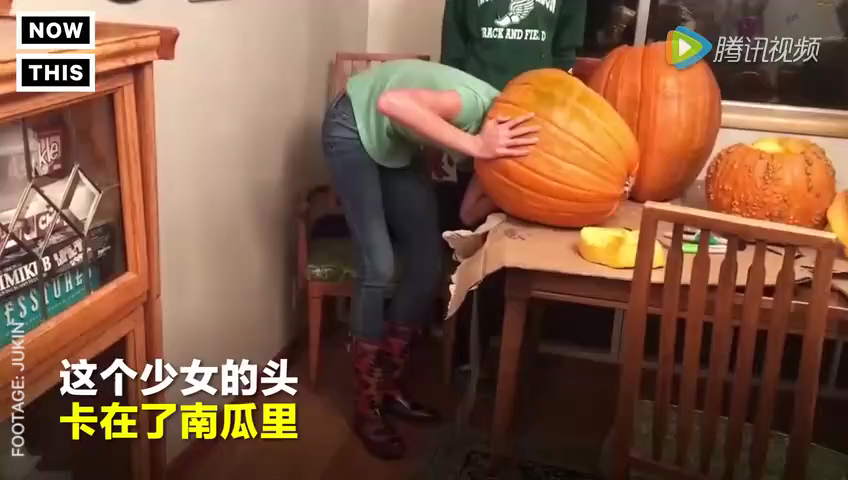 NOW
THIS
TRACK AND FIELD
腾讯视频
这个少女的头
卡在了南瓜里
FOOTAGE: JUKIN